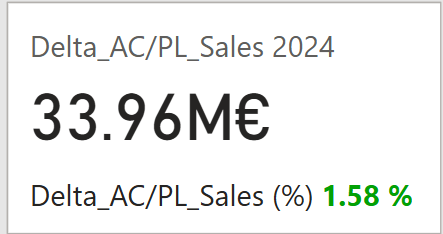 Delta_AC/PL_Sales 2024
33.96M€
Delta_AC/PL_Sales (%) 1.58 %